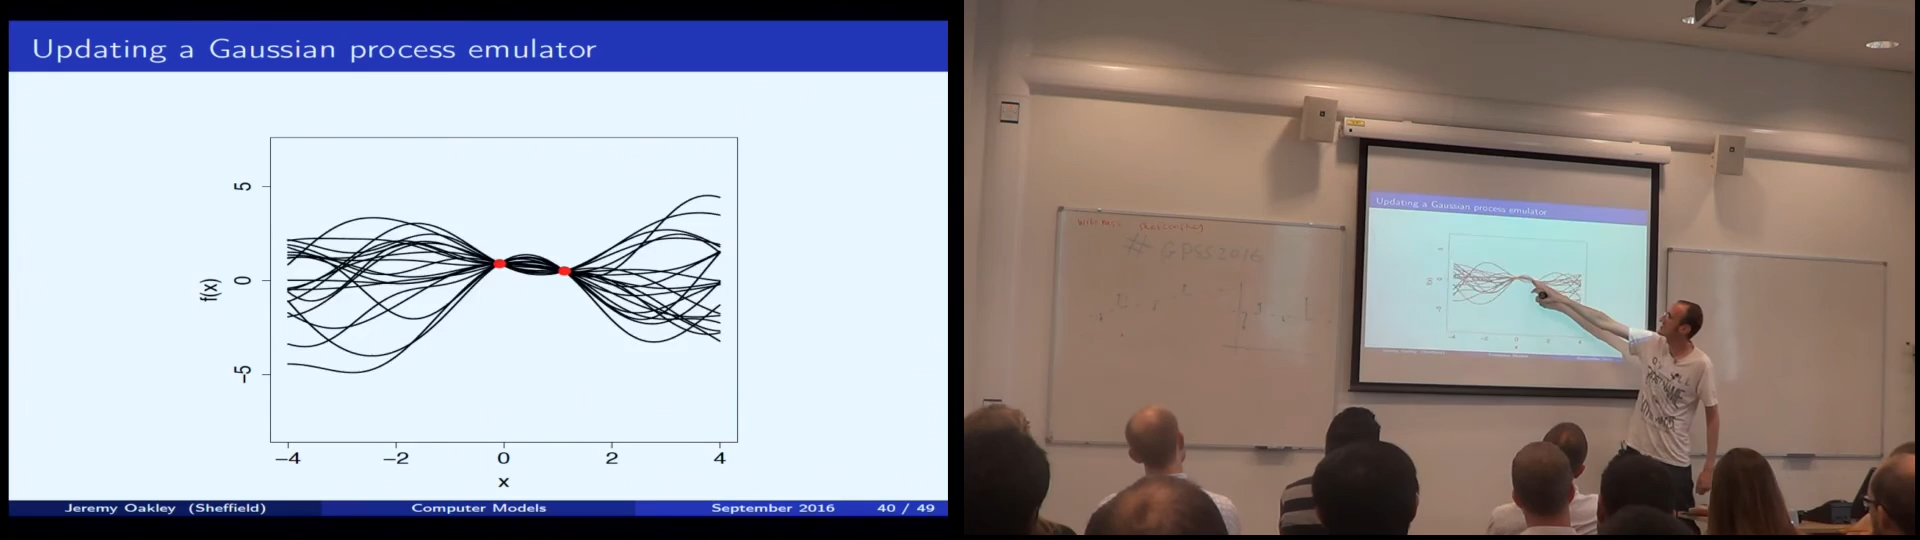 Updating a Gaussian process emulator
5
0
−5
f(x)
−4 −2 0 2 4
x
Jeremy Oakley (Sheffield) Computer Models September 2016 40 / 49
# GPSS2016
Updating a Gaussian process emulator